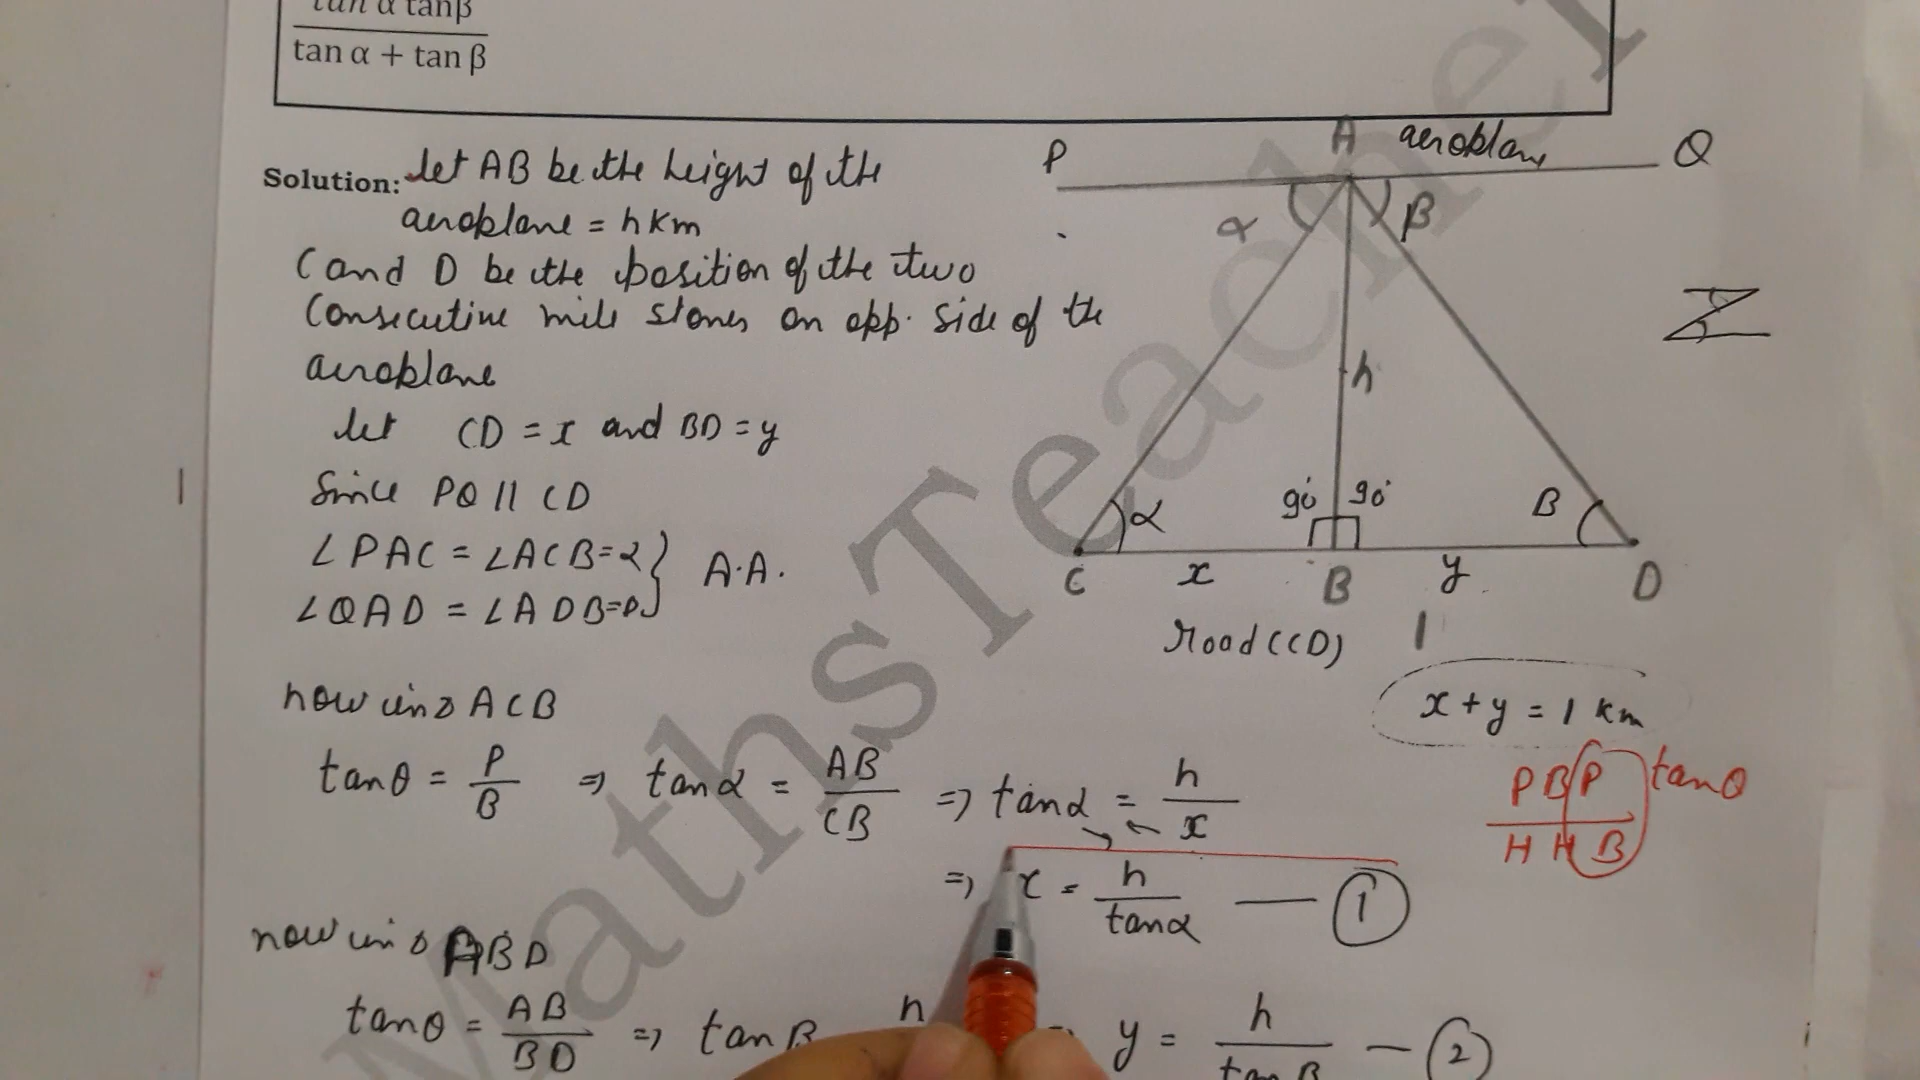 tan α tanβ
tan α + tan β
Solution: let AB be the height of the
aeroplane = h km
C and D be the position of the two
Consecutive mile stones on opp. side of the
aeroplane
let CD = x and BD = y
Since PQ || CD
∠PAC = ∠ACB = α } A.A.
∠QAD = ∠ADB =
now in Δ ACB
tanθ = P/B ⇒ tanα = AB/CB ⇒ tanα = h/x
⇒ x = h/tanα — ①
now in Δ ABD
tanθ = AB/BD ⇒ tan B h ⇒ y = h/tan B — ②
P A aeroplane Q
α β
h
α 90° 90° B
C x B y D
Road (CD) 1
x + y = 1 km
P B P tanθ
H H B
Z
MathsTeacher